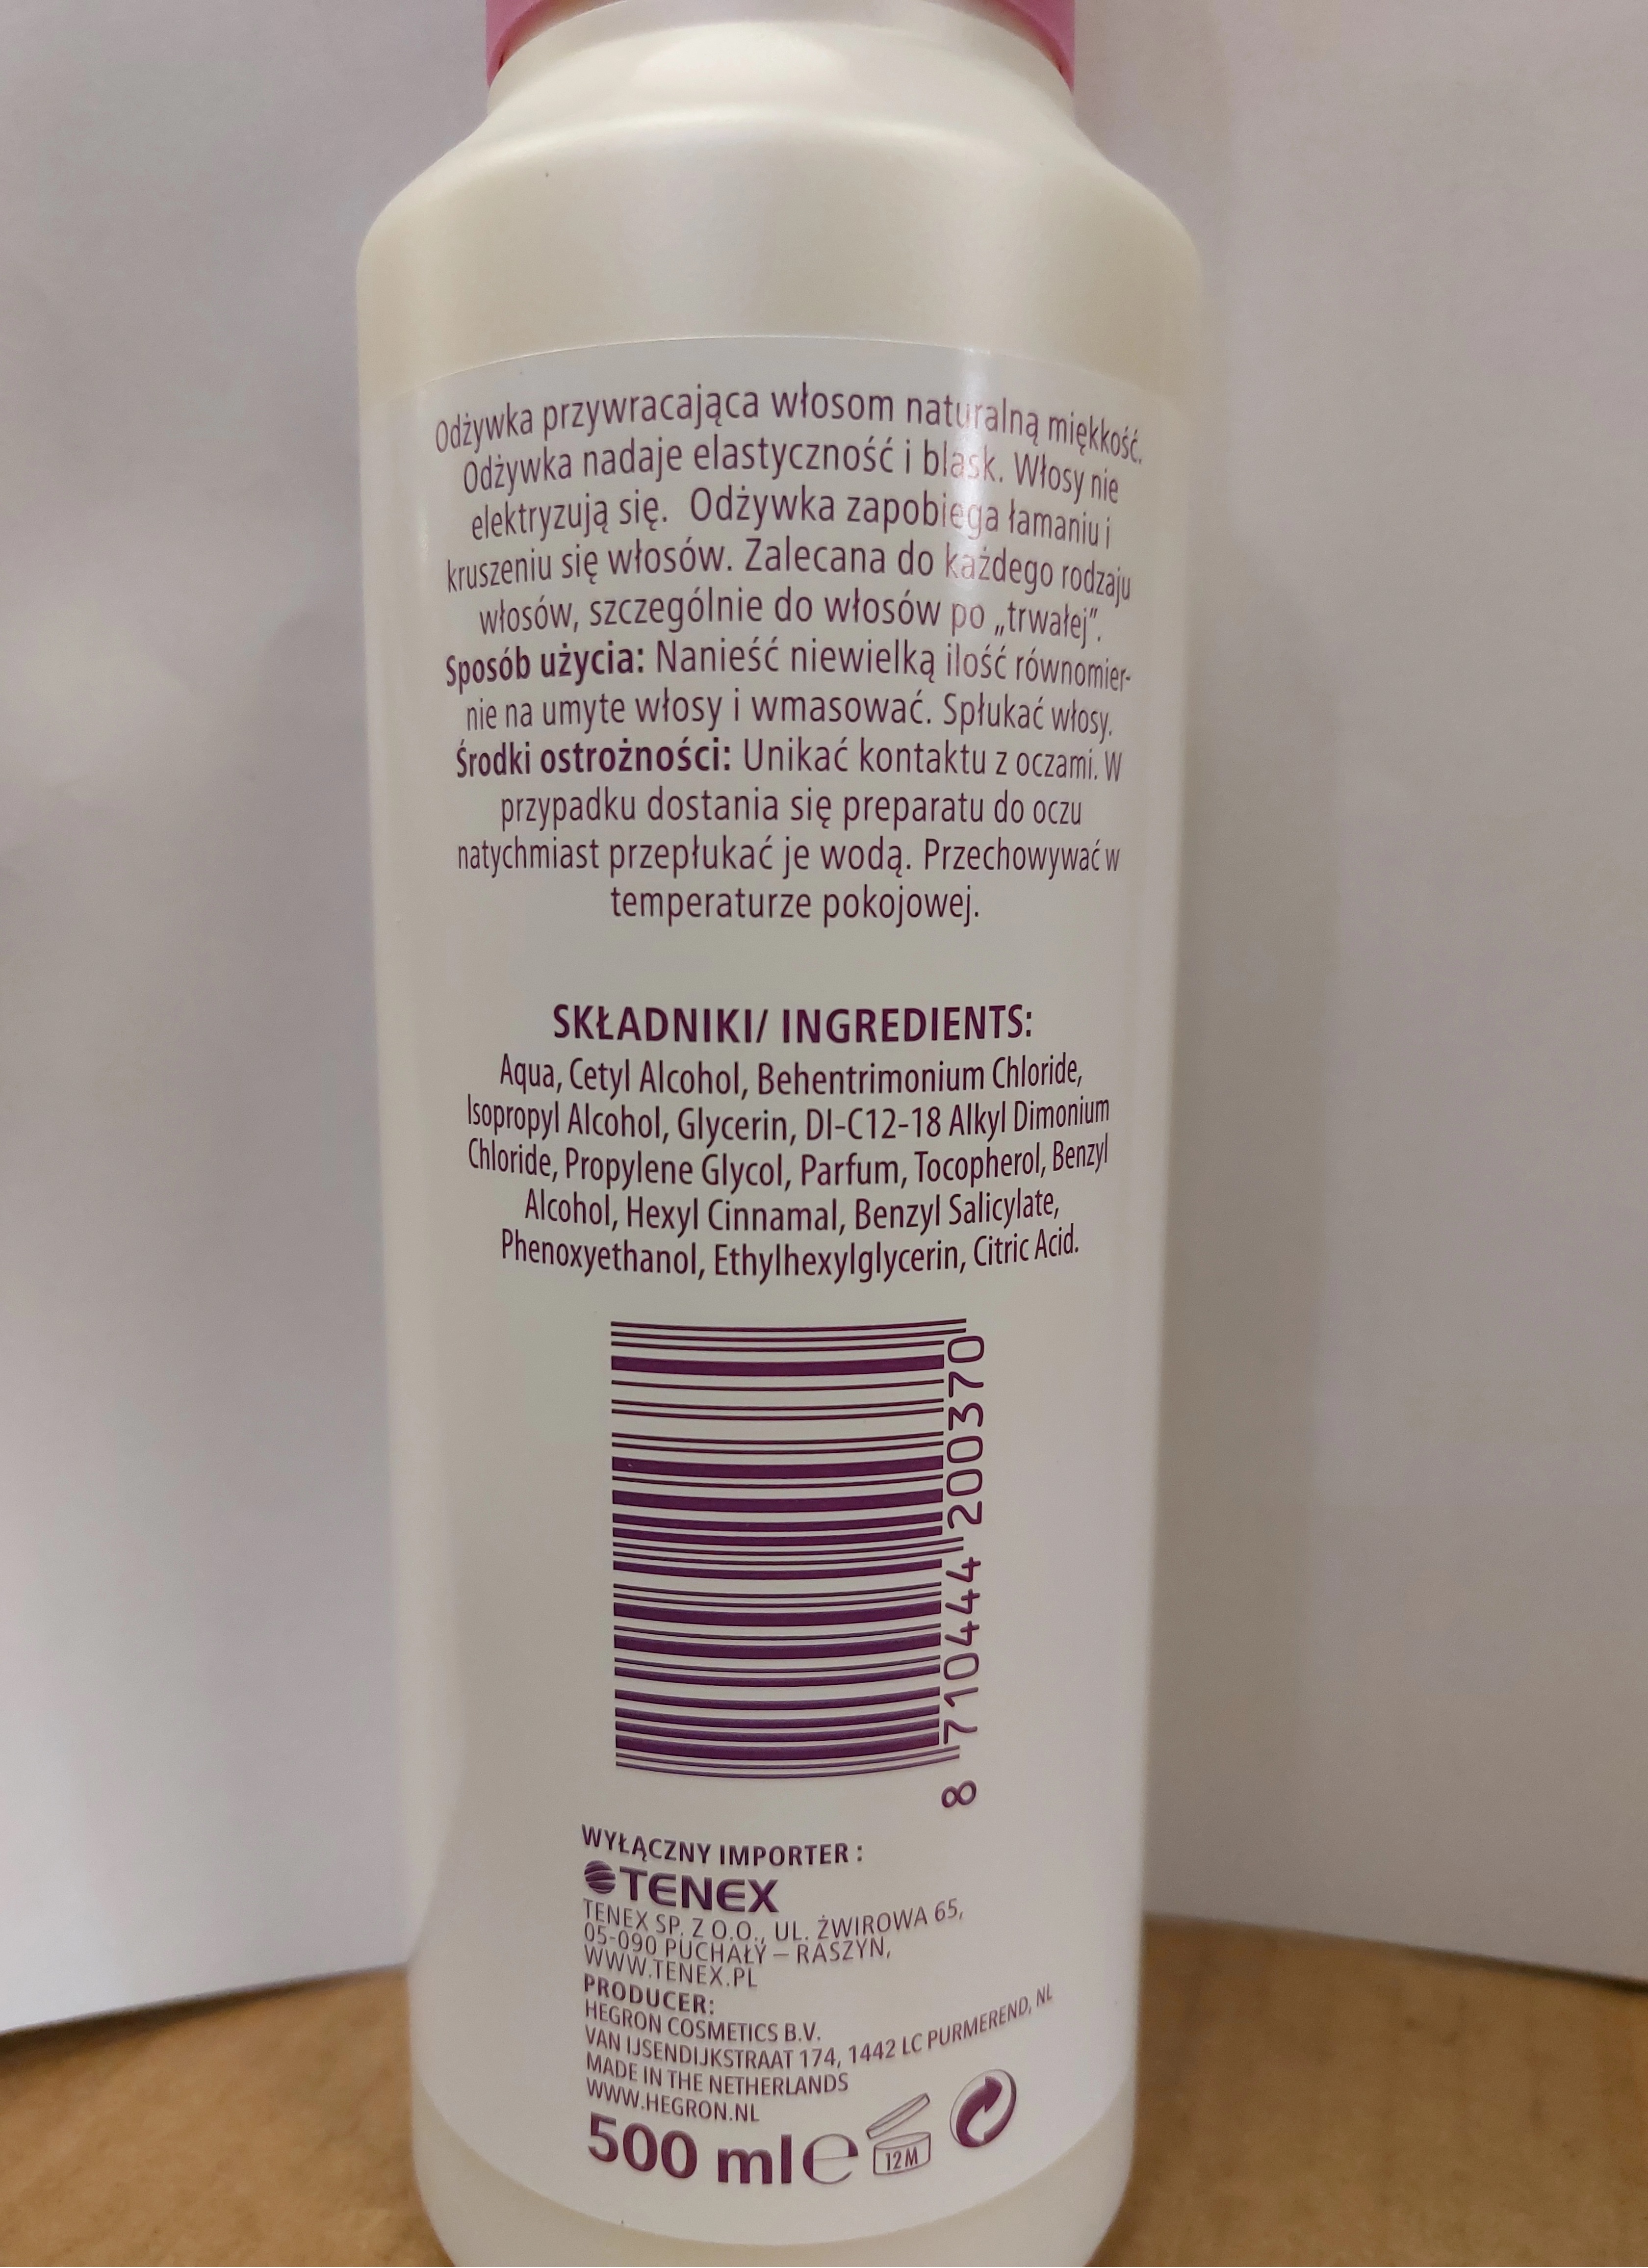 Odżywka przywracająca włosom naturalną miękkość.
Odżywka nadaje elastyczność i blask. Włosy nie
elektryzują się. Odżywka zapobiega łamaniu i
kruszeniu się włosów. Zalecana do każdego rodzaju
włosów, szczególnie do włosów po „trwałej”.
Sposób użycia: Nanieść niewielką ilość równomier-
nie na umyte włosy i wmasować. Spłukać włosy.
Środki ostrożności: Unikać kontaktu z oczami. W
przypadku dostania się preparatu do oczu
natychmiast przepłukać je wodą. Przechowywać w
temperaturze pokojowej.
SKŁADNIKI/ INGREDIENTS:
Aqua, Cetyl Alcohol, Behentrimonium Chloride,
Isopropyl Alcohol, Glycerin, DI-C12-18 Alkyl Dimonium
Chloride, Propylene Glycol, Parfum, Tocopherol, Benzyl
Alcohol, Hexyl Cinnamal, Benzyl Salicylate,
Phenoxyethanol, Ethylhexylglycerin, Citric Acid.
8 710444 200370
WYŁĄCZNY IMPORTER :
TENEX
TENEX SP. Z O.O., UL. ŻWIROWA 65,
05-090 PUCHAŁY – RASZYN,
WWW.TENEX.PL
PRODUCER:
HEGRON COSMETICS B.V.
VAN IJSENDIJKSTRAAT 174, 1442 LC PURMEREND, NL
MADE IN THE NETHERLANDS
WWW.HEGRON.NL
500 ml e 12M